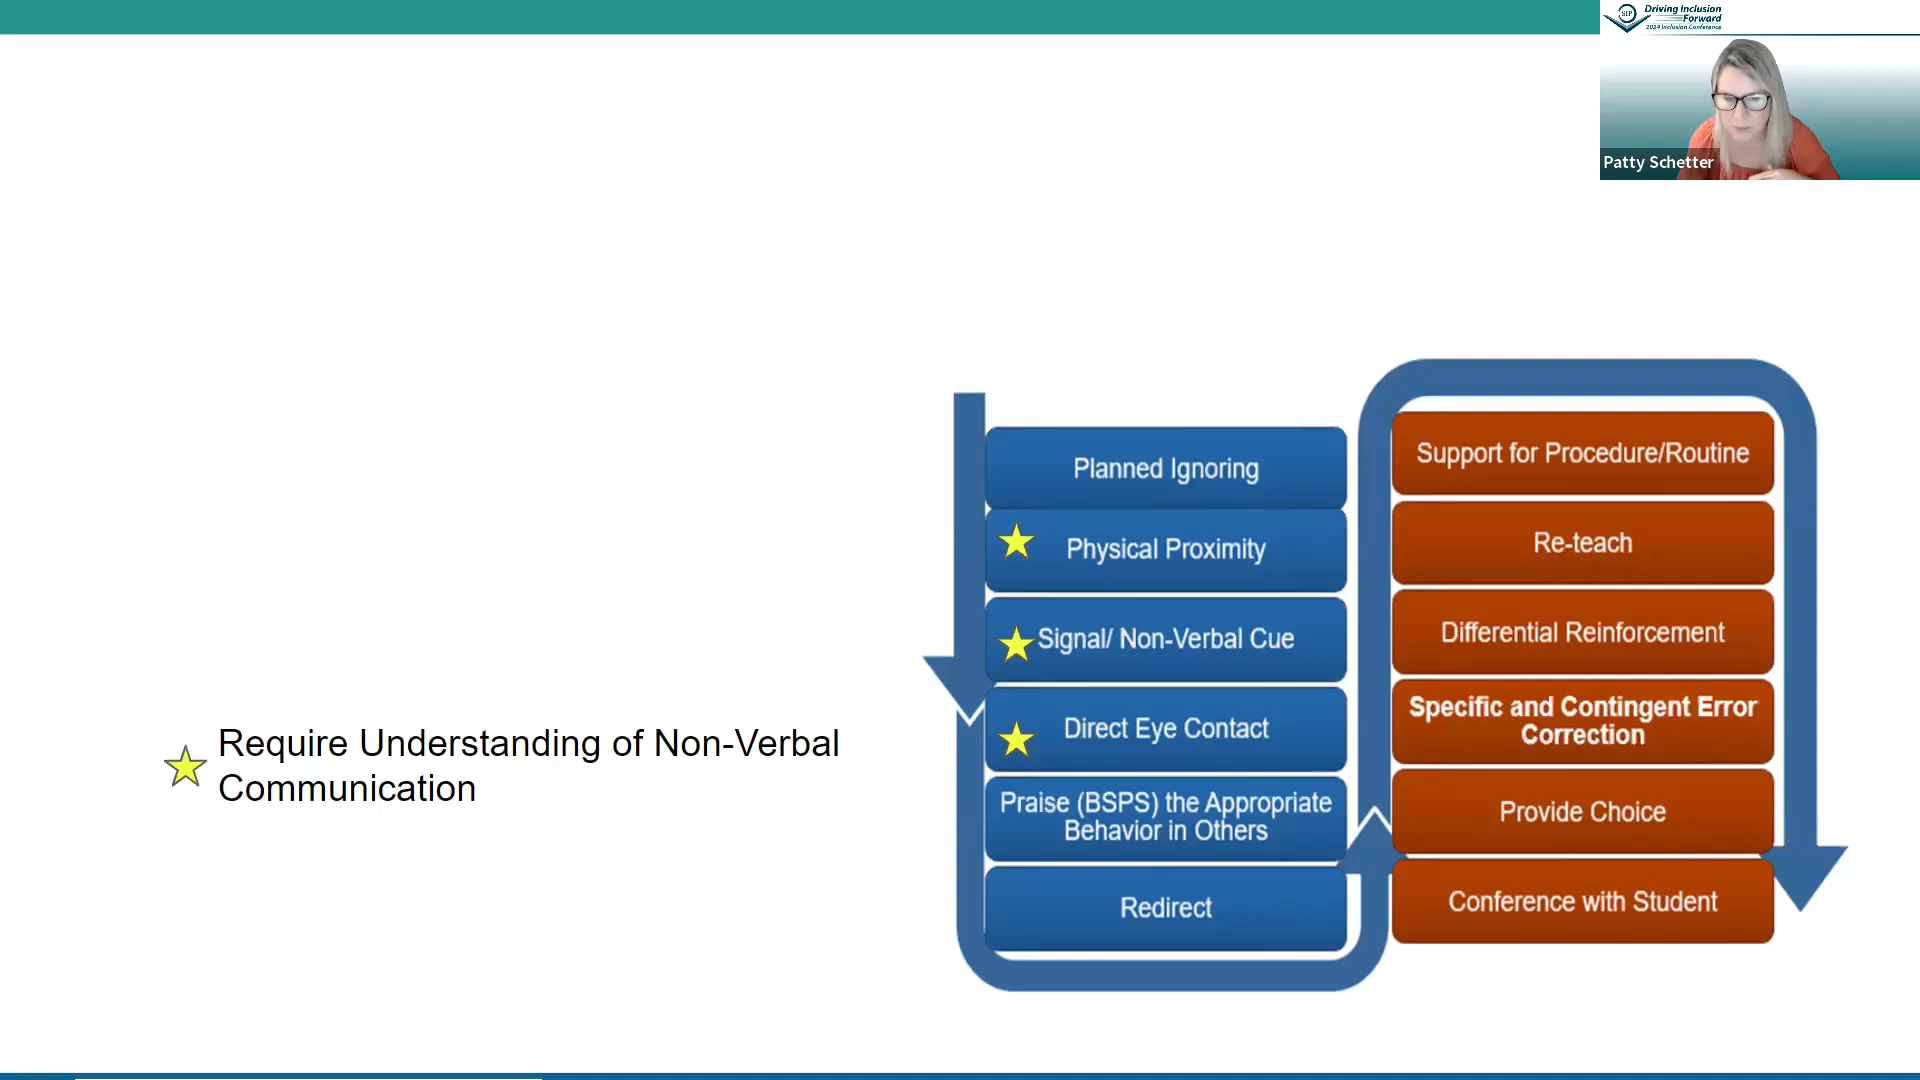 SIP
Driving Inclusion
Forward
2024 Inclusion Conference
Patty Schetter
Require Understanding of Non-Verbal
Communication
Planned Ignoring
Physical Proximity
Signal/ Non-Verbal Cue
Direct Eye Contact
Praise (BSPS) the Appropriate
Behavior in Others
Redirect
Support for Procedure/Routine
Re-teach
Differential Reinforcement
Specific and Contingent Error
Correction
Provide Choice
Conference with Student